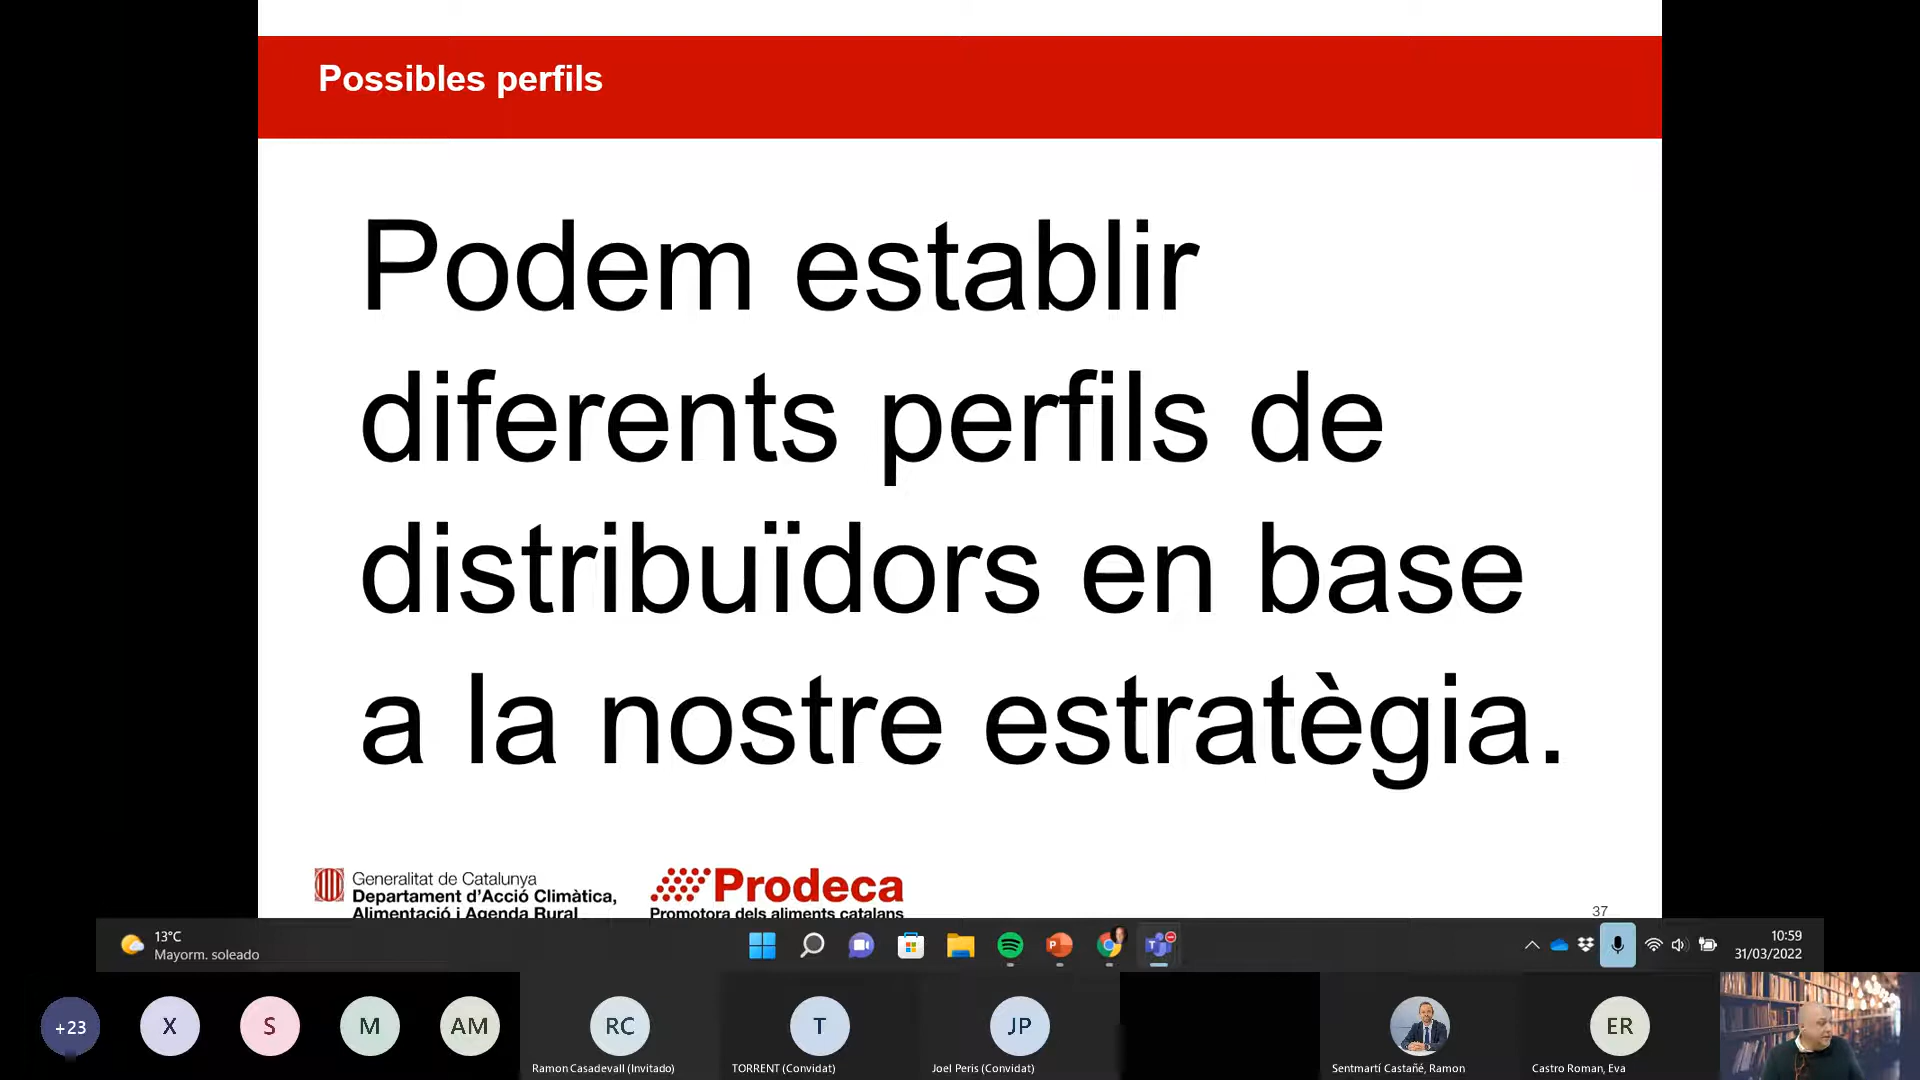 Possibles perfils
Podem establir
diferents perfils de
distribuïdors en base
a la nostre estratègia.
Generalitat de Catalunya
Departament d'Acció Climàtica,
Alimentació i Agenda Rural
Prodeca
Promotora dels aliments catalans
37
13°C
Mayorm. soleado
10:59
31/03/2022
+23
X
S
M
AM
RC
T
JP
ER
Ramon Casadevall (Invitado)
TORRENT (Convidat)
Joel Peris (Convidat)
Sentmartí Castañé, Ramon
Castro Roman, Eva